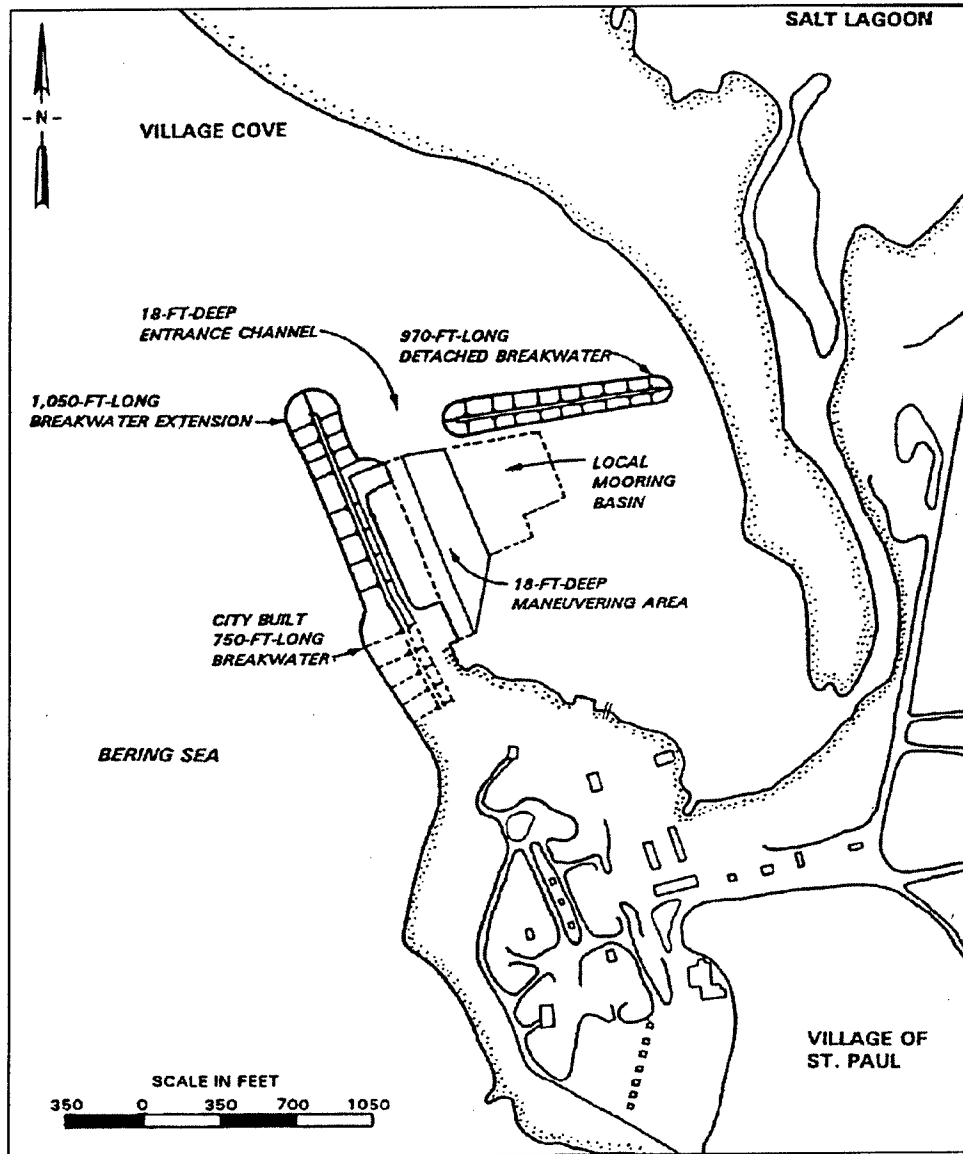 SALT LAGOON
-N-
VILLAGE COVE
18-FT-DEEP
ENTRANCE CHANNEL
970-FT-LONG
DETACHED BREAKWATER
1,050-FT-LONG
BREAKWATER EXTENSION
LOCAL
MOORING
BASIN
18-FT-DEEP
MANEUVERING AREA
CITY BUILT
750-FT-LONG
BREAKWATER
BERING SEA
VILLAGE OF
ST. PAUL
SCALE IN FEET
350 0 350 700 1050